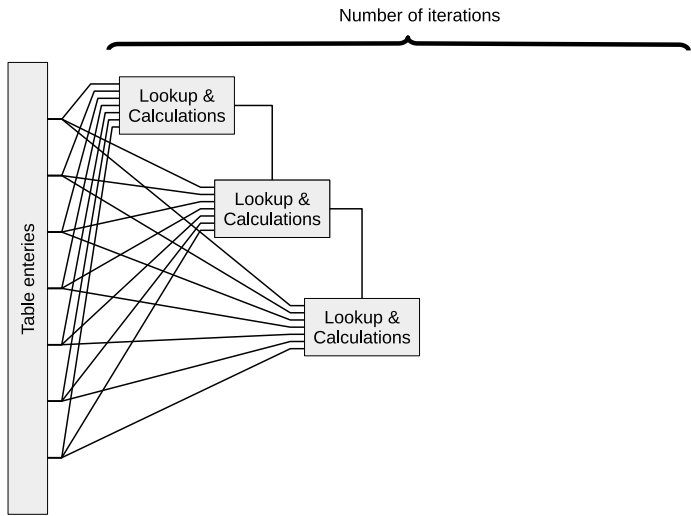 Number of iterations
Lookup &
Calculations
Lookup &
Calculations
Lookup &
Calculations
Table enteries